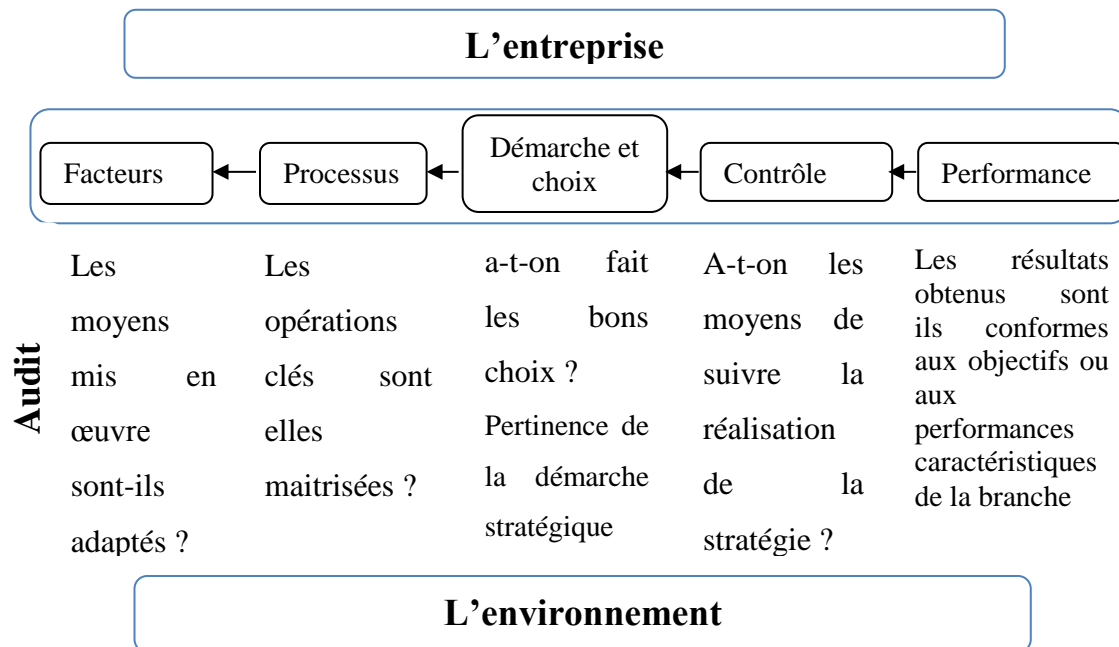 L’entreprise
Facteurs
Processus
Démarche et
choix
Contrôle
Performance
Audit
Les
moyens
mis en
œuvre
sont-ils
adaptés ?
Les
opérations
clés sont
elles
maitrisées ?
a-t-on fait
les bons
choix ?
Pertinence de
la démarche
stratégique
A-t-on les
moyens de
suivre la
réalisation
de la
stratégie ?
Les résultats
obtenus sont
ils conformes
aux objectifs ou
aux
performances
caractéristiques
de la branche
L’environnement